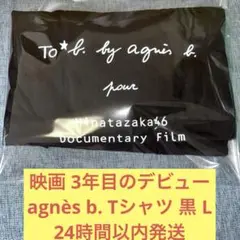 To★b. by agnès b.
pour
Hinatazaka46
Documentary Film
映画 3年目のデビュー
agnès b. Tシャツ 黒 L
24時間以内発送